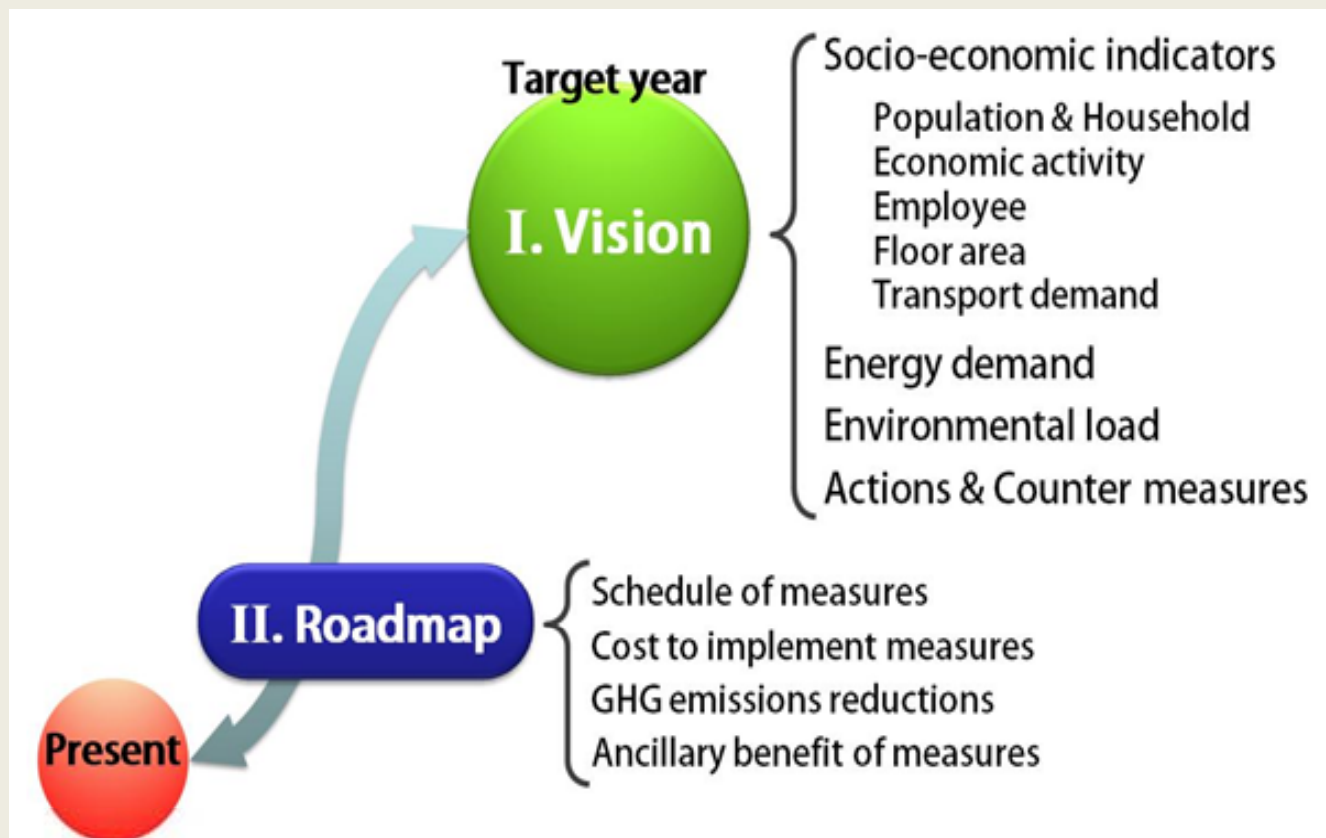 Target year
I. Vision
Socio-economic indicators
Population & Household
Economic activity
Employee
Floor area
Transport demand
Energy demand
Environmental load
Actions & Counter measures
II. Roadmap
Schedule of measures
Cost to implement measures
GHG emissions reductions
Ancillary benefit of measures
Present